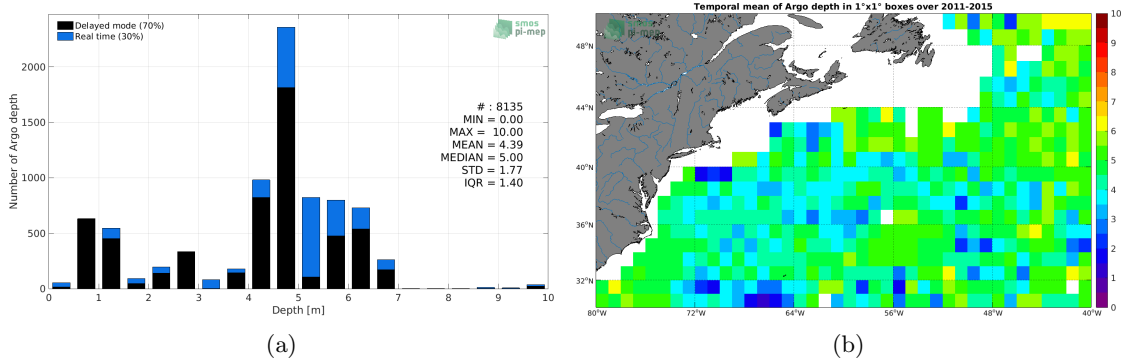 Delayed mode (70%)
Real time (30%)
smos
pi-mep
# : 8135
MIN = 0.00
MAX = 10.00
MEAN = 4.39
MEDIAN = 5.00
STD = 1.77
IQR = 1.40
Number of Argo depth
2000
1500
1000
500
0
0 1 2 3 4 5 6 7 8 9 10
Depth [m]
(a)
Temporal mean of Argo depth in 1°x1° boxes over 2011-2015
smos
pi-mep
48°N
44°N
40°N
36°N
32°N
80°W 72°W 64°W 56°W 48°W 40°W
10
9
8
7
6
5
4
3
2
1
0
(b)